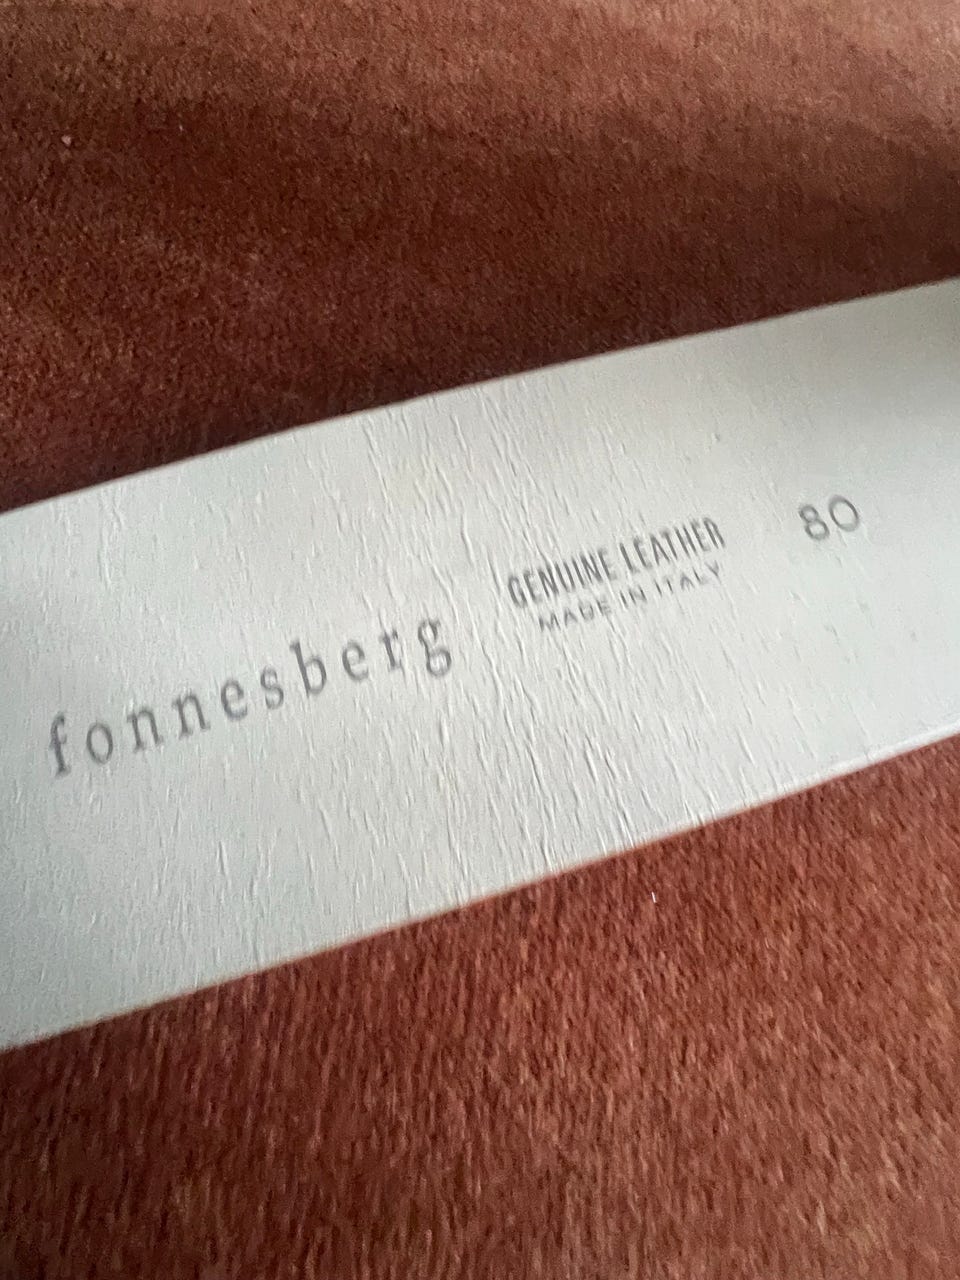 fonnesberg
GENUINE LEATHER
MADE IN ITALY
80